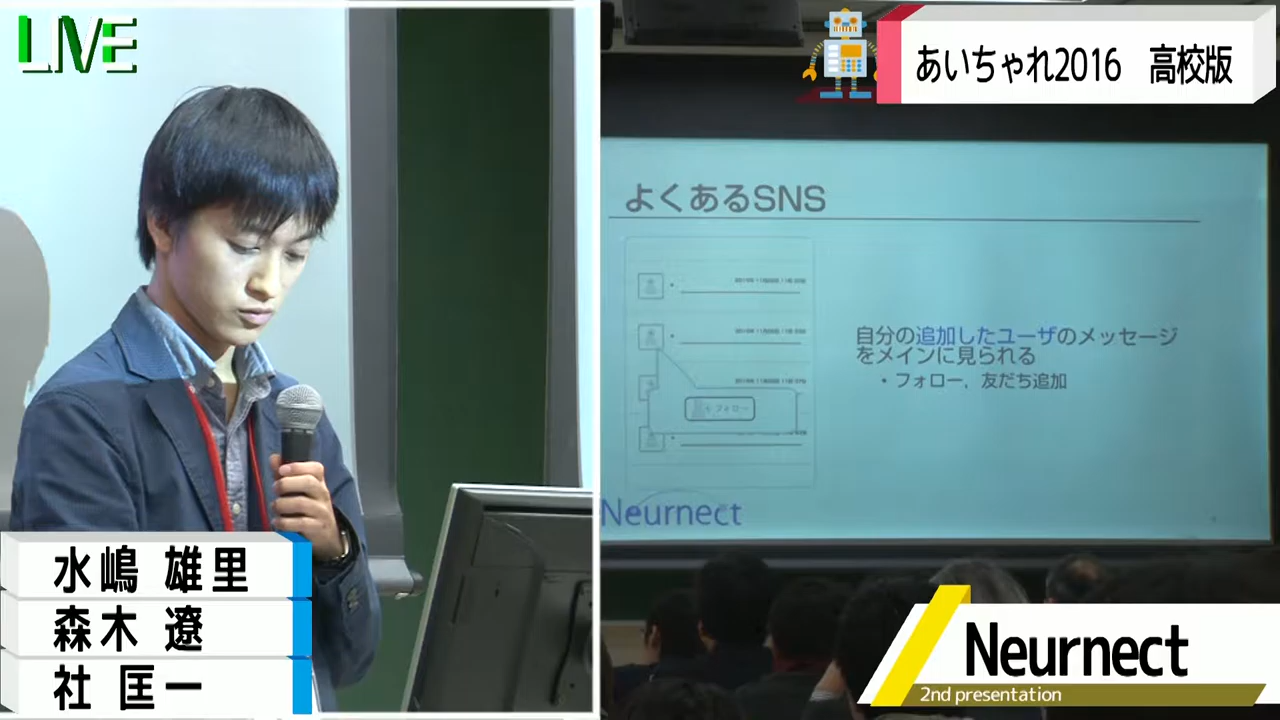 LIVE
あいちゃれ2016 高校版
よくあるSNS
自分の追加したユーザのメッセージ
をメインに見られる
・フォロー、友だち追加
フォロー
Neurnect
水嶋 雄里
森木 遼
社 匡一
Neurnect
2nd presentation